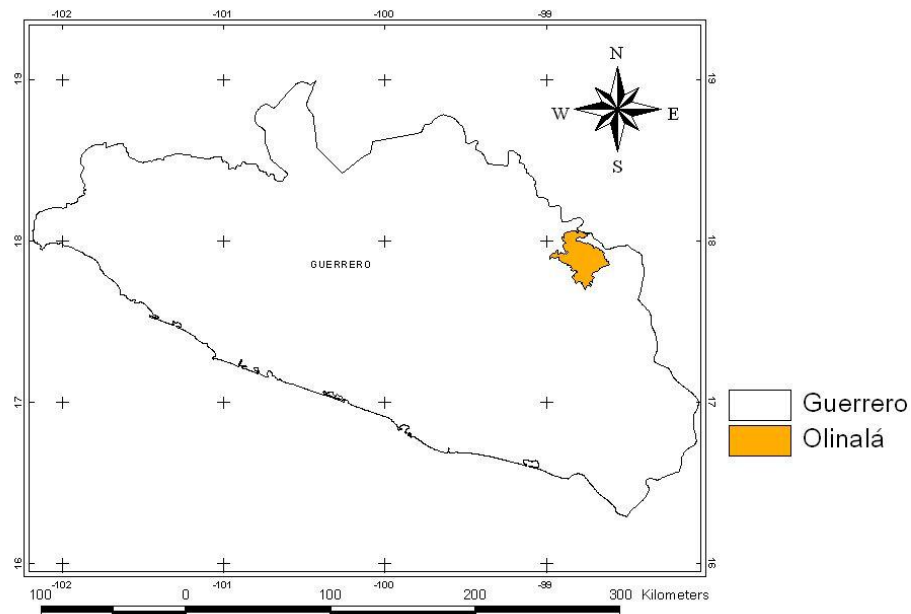 -102 -101 -100 -99
N
W E
S
19 19
18 18
GUERRERO
17 17
Guerrero
Olinalá
16 16
-102 -101 -100 -99
100 0 100 200 300 Kilometers